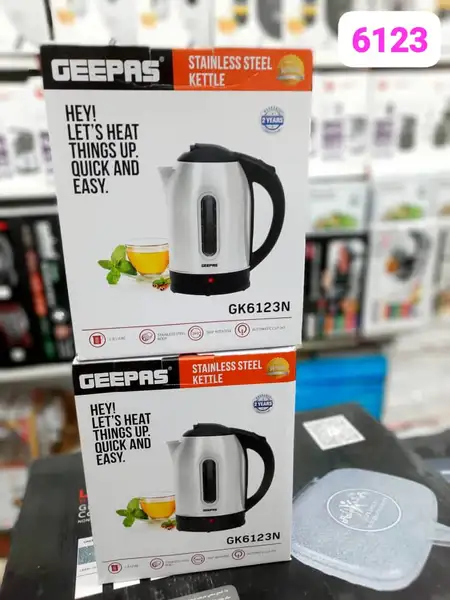 6123
GEEPAS
STAINLESS STEEL
KETTLE
HEY!
LET'S HEAT
THINGS UP.
QUICK AND
EASY.
2 YEARS
GEEPAS
GK6123N
GEEPAS
STAINLESS STEEL
KETTLE
HEY!
LET'S HEAT
THINGS UP.
QUICK AND
EASY.
2 YEARS
GK6123N